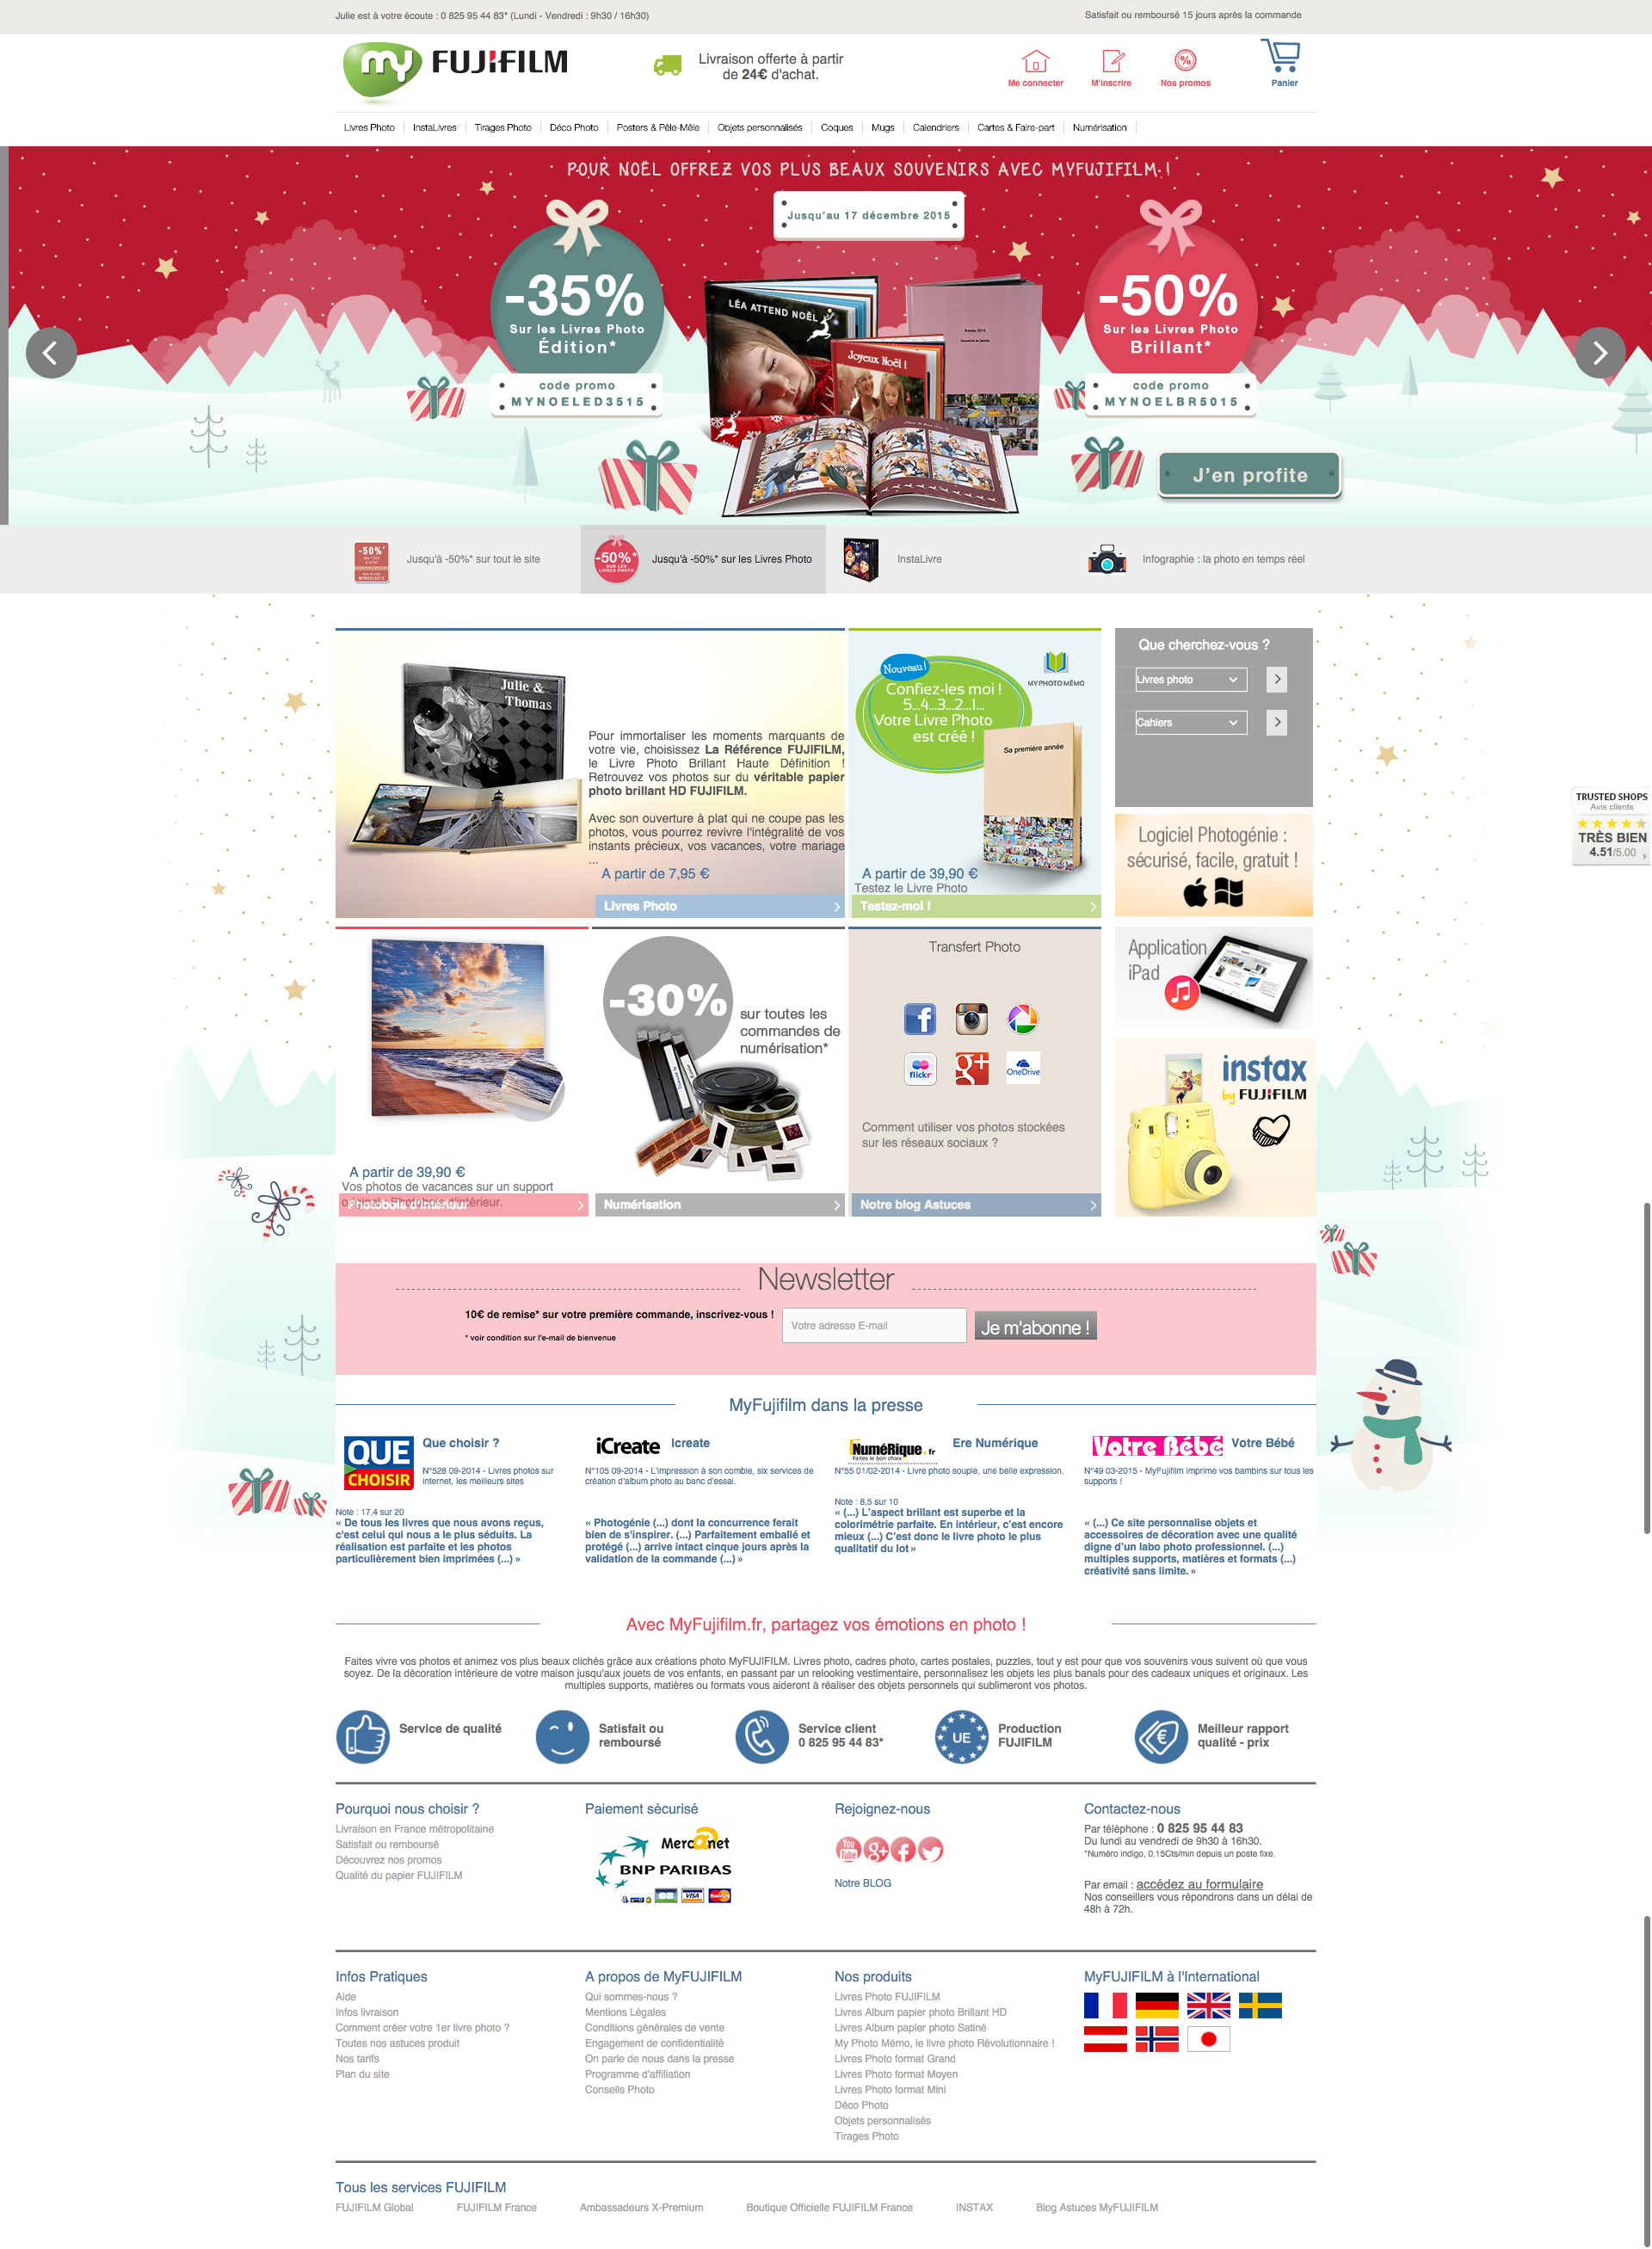 Julie est à votre écoute : 0 825 95 44 83* (Lundi - Vendredi : 9h30 / 16h30)
Satisfait ou remboursé 15 jours après la commande
my FUJIFILM
Livraison offerte à partir
de 24€ d'achat.
Me connecter
M'inscrire
Nos promos
Panier
Livres Photo
InstaLivres
Tirages Photo
Déco Photo
Posters & Pêle-Mêle
Objets personnalisés
Coques
Mugs
Calendriers
Cartes & Faire-part
Numérisation
POUR NOËL OFFREZ VOS PLUS BEAUX SOUVENIRS AVEC MYFUJIFILM !
Jusqu'au 17 décembre 2015
-35%
Sur les Livres Photo
Édition*
code promo
MYNOELED3515
LÉA ATTEND NOËL
Joyeux Noël !
-50%
Sur les Livres Photo
Brillant*
code promo
MYNOELBR5015
J'en profite
-50%*
Jusqu'à -50%* sur tout le site
-50%*
SUR LES
LIVRES PHOTO
Jusqu'à -50%* sur les Livres Photo
InstaLivre
Infographie : la photo en temps réel
Julie &
Thomas
Pour immortaliser les moments marquants de
votre vie, choisissez La Référence FUJIFILM,
le Livre Photo Brillant Haute Définition !
Retrouvez vos photos sur du véritable papier
photo brillant HD FUJIFILM.
Avec son ouverture à plat qui ne coupe pas les
photos, vous pourrez revivre l'intégralité de vos
instants précieux, vos vacances, votre mariage
...
A partir de 7,95 €
Livres Photo
Nouveau !
MY PHOTO MÉMO
Confiez-les moi !
5...4...3...2...1...
Votre Livre Photo
est créé !
Sa première année
A partir de 39,90 €
Testez le Livre Photo
Testez-moi !
Que cherchez-vous ?
Livres photo
Cahiers
Logiciel Photogénie :
sécurisé, facile, gratuit !
TRUSTED SHOPS
Avis clients
TRÈS BIEN
4.51/5.00
A partir de 39,90 €
Vos photos de vacances sur un support
original : Photobois d'intérieur.
Photobois d'intérieur
-30%
sur toutes les
commandes de
numérisation*
Numérisation
Transfert Photo
flickr
g+
OneDrive
Comment utiliser vos photos stockées
sur les réseaux sociaux ?
Notre blog Astuces
Application
iPad
instax
by FUJIFILM
Newsletter
10€ de remise* sur votre première commande, inscrivez-vous !
Votre adresse E-mail
Je m'abonne !
* voir condition sur l'e-mail de bienvenue
MyFujifilm dans la presse
QUE
CHOISIR
Que choisir ?
N°528 09-2014 - Livres photos sur
internet, les meilleurs sites
Note : 17,4 sur 20
« De tous les livres que nous avons reçus,
c'est celui qui nous a le plus séduits. La
réalisation est parfaite et les photos
particulièrement bien imprimées (...) »
iCreate
Icreate
N°105 09-2014 - L'impression à son comble, six services de
création d'album photo au banc d'essai.
« Photogénie (...) dont la concurrence ferait
bien de s'inspirer. (...) Parfaitement emballé et
protégé (...) arrive intact cinq jours après la
validation de la commande (...) »
NuméRique.fr
Faites le bon choix
Ere Numérique
N°55 01/02-2014 - Livre photo souple, une belle expression.
Note : 8,5 sur 10
« (...) L'aspect brillant est superbe et la
colorimétrie parfaite. En intérieur, c'est encore
mieux (...) C'est donc le livre photo le plus
qualitatif du lot »
Votre Bébé
Votre Bébé
N°49 03-2015 - MyFujifilm imprime vos bambins sur tous les
supports !
« (...) Ce site personnalise objets et
accessoires de décoration avec une qualité
digne d'un labo photo professionnel. (...)
multiples supports, matières et formats (...)
créativité sans limite. »
Avec MyFujifilm.fr, partagez vos émotions en photo !
Faites vivre vos photos et animez vos plus beaux clichés grâce aux créations photo MyFUJIFILM. Livres photo, cadres photo, cartes postales, puzzles, tout y est pour que vos souvenirs vous suivent où que vous
soyez. De la décoration intérieure de votre maison jusqu'aux jouets de vos enfants, en passant par un relooking vestimentaire, personnalisez les objets les plus banals pour des cadeaux uniques et originaux. Les
multiples supports, matières ou formats vous aideront à réaliser des objets personnels qui sublimeront vos photos.
Service de qualité
Satisfait ou
remboursé
Service client
0 825 95 44 83*
UE
Production
FUJIFILM
€
Meilleur rapport
qualité - prix
Pourquoi nous choisir ?
Livraison en France métropolitaine
Satisfait ou remboursé
Découvrez nos promos
Qualité du papier FUJIFILM
Paiement sécurisé
Merc@net
BNP PARIBAS
VISA
Rejoignez-nous
You
Tube
g+
Notre BLOG
Contactez-nous
Par téléphone : 0 825 95 44 83
Du lundi au vendredi de 9h30 à 16h30.
*Numéro indigo, 0.15Cts/min depuis un poste fixe.
Par email : accédez au formulaire
Nos conseillers vous répondrons dans un délai de
48h à 72h.
Infos Pratiques
Aide
Infos livraison
Comment créer votre 1er livre photo ?
Toutes nos astuces produit
Nos tarifs
Plan du site
A propos de MyFUJIFILM
Qui sommes-nous ?
Mentions Légales
Conditions générales de vente
Engagement de confidentialité
On parle de nous dans la presse
Programme d'affiliation
Conseils Photo
Nos produits
Livres Photo FUJIFILM
Livres Album papier photo Brillant HD
Livres Album papier photo Satiné
My Photo Mémo, le livre photo Révolutionnaire !
Livres Photo format Grand
Livres Photo format Moyen
Livres Photo format Mini
Déco Photo
Objets personnalisés
Tirages Photo
MyFUJIFILM à l'International
Tous les services FUJIFILM
FUJIFILM Global
FUJIFILM France
Ambassadeurs X-Premium
Boutique Officielle FUJIFILM France
INSTAX
Blog Astuces MyFUJIFILM